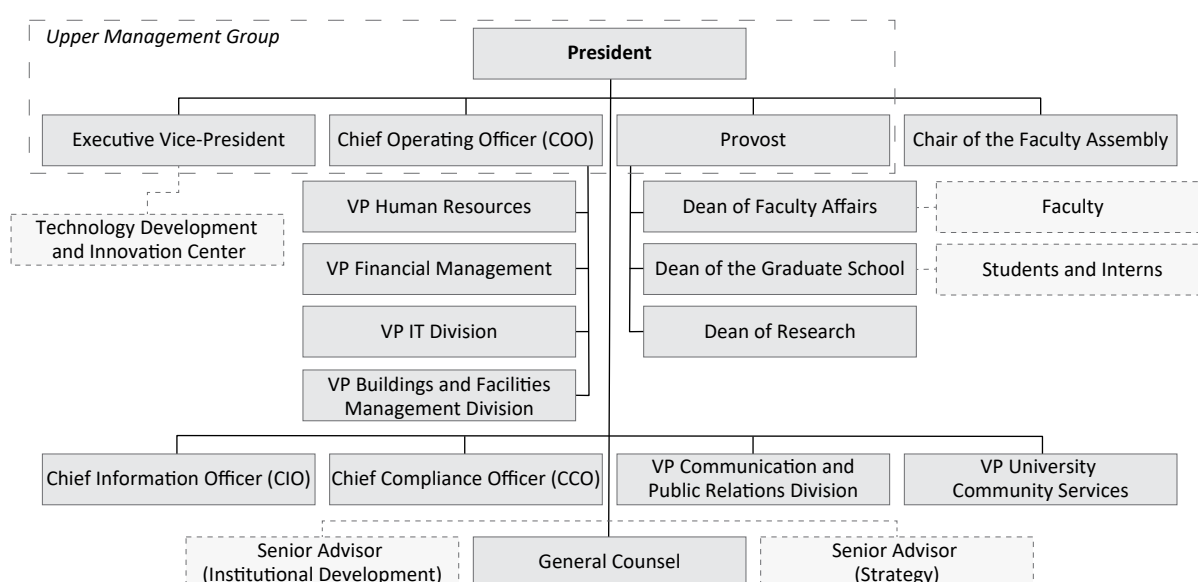 Upper Management Group
President
Executive Vice-President
Chief Operating Officer (COO)
Provost
Chair of the Faculty Assembly
Technology Development
and Innovation Center
VP Human Resources
Dean of Faculty Affairs
Faculty
VP Financial Management
Dean of the Graduate School
Students and Interns
VP IT Division
Dean of Research
VP Buildings and Facilities
Management Division
Chief Information Officer (CIO)
Chief Compliance Officer (CCO)
VP Communication and
Public Relations Division
VP University
Community Services
Senior Advisor
(Institutional Development)
General Counsel
Senior Advisor
(Strategy)